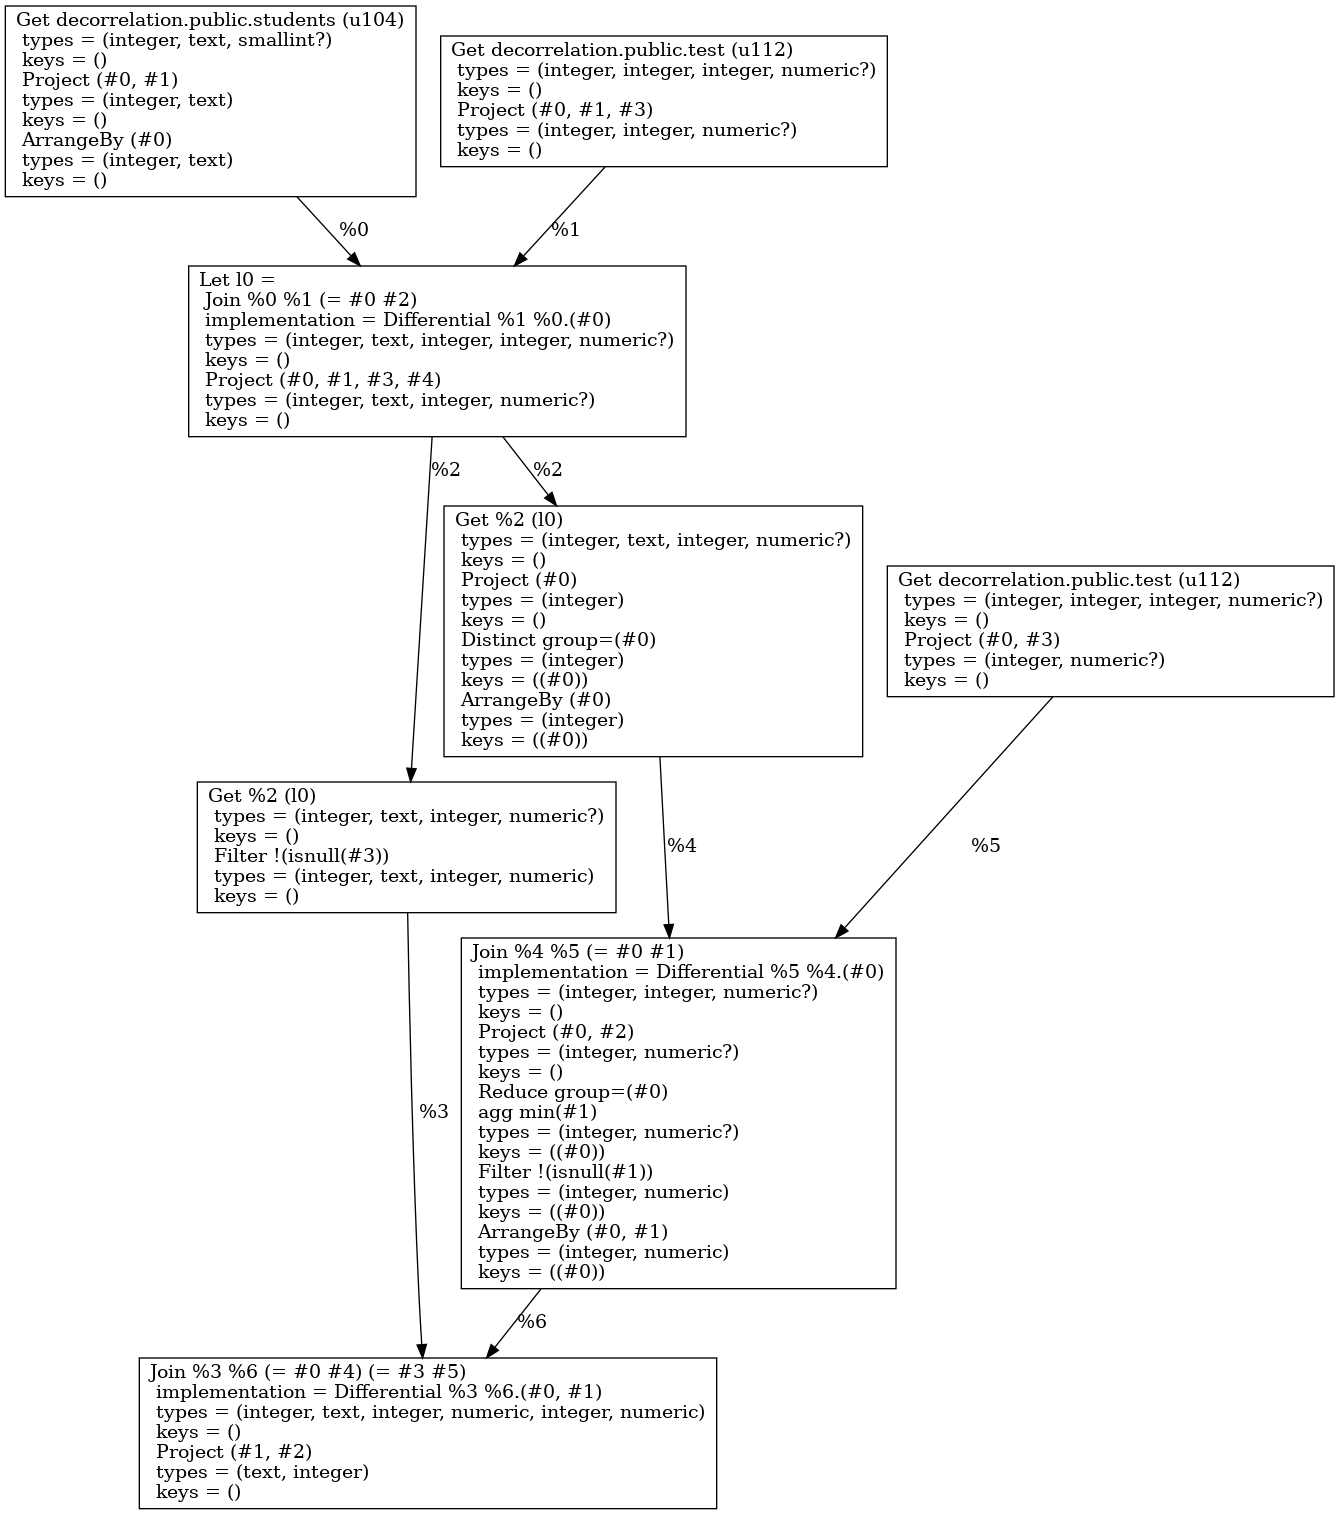 Get decorrelation.public.students (u104)
types = (integer, text, smallint?)
keys = ()
Project (#0, #1)
types = (integer, text)
keys = ()
ArrangeBy (#0)
types = (integer, text)
keys = ()
Get decorrelation.public.test (u112)
types = (integer, integer, integer, numeric?)
keys = ()
Project (#0, #1, #3)
types = (integer, integer, numeric?)
keys = ()
%0
%1
Let l0 =
Join %0 %1 (= #0 #2)
implementation = Differential %1 %0.(#0)
types = (integer, text, integer, integer, numeric?)
keys = ()
Project (#0, #1, #3, #4)
types = (integer, text, integer, numeric?)
keys = ()
%2
%2
Get %2 (l0)
types = (integer, text, integer, numeric?)
keys = ()
Project (#0)
types = (integer)
keys = ()
Distinct group=(#0)
types = (integer)
keys = ((#0))
ArrangeBy (#0)
types = (integer)
keys = ((#0))
Get decorrelation.public.test (u112)
types = (integer, integer, integer, numeric?)
keys = ()
Project (#0, #3)
types = (integer, numeric?)
keys = ()
Get %2 (l0)
types = (integer, text, integer, numeric?)
keys = ()
Filter !(isnull(#3))
types = (integer, text, integer, numeric)
keys = ()
%4
%5
Join %4 %5 (= #0 #1)
implementation = Differential %5 %4.(#0)
types = (integer, integer, numeric?)
keys = ()
Project (#0, #2)
types = (integer, numeric?)
keys = ()
Reduce group=(#0)
agg min(#1)
types = (integer, numeric?)
keys = ((#0))
Filter !(isnull(#1))
types = (integer, numeric)
keys = ((#0))
ArrangeBy (#0, #1)
types = (integer, numeric)
keys = ((#0))
%3
%6
Join %3 %6 (= #0 #4) (= #3 #5)
implementation = Differential %3 %6.(#0, #1)
types = (integer, text, integer, numeric, integer, numeric)
keys = ()
Project (#1, #2)
types = (text, integer)
keys = ()